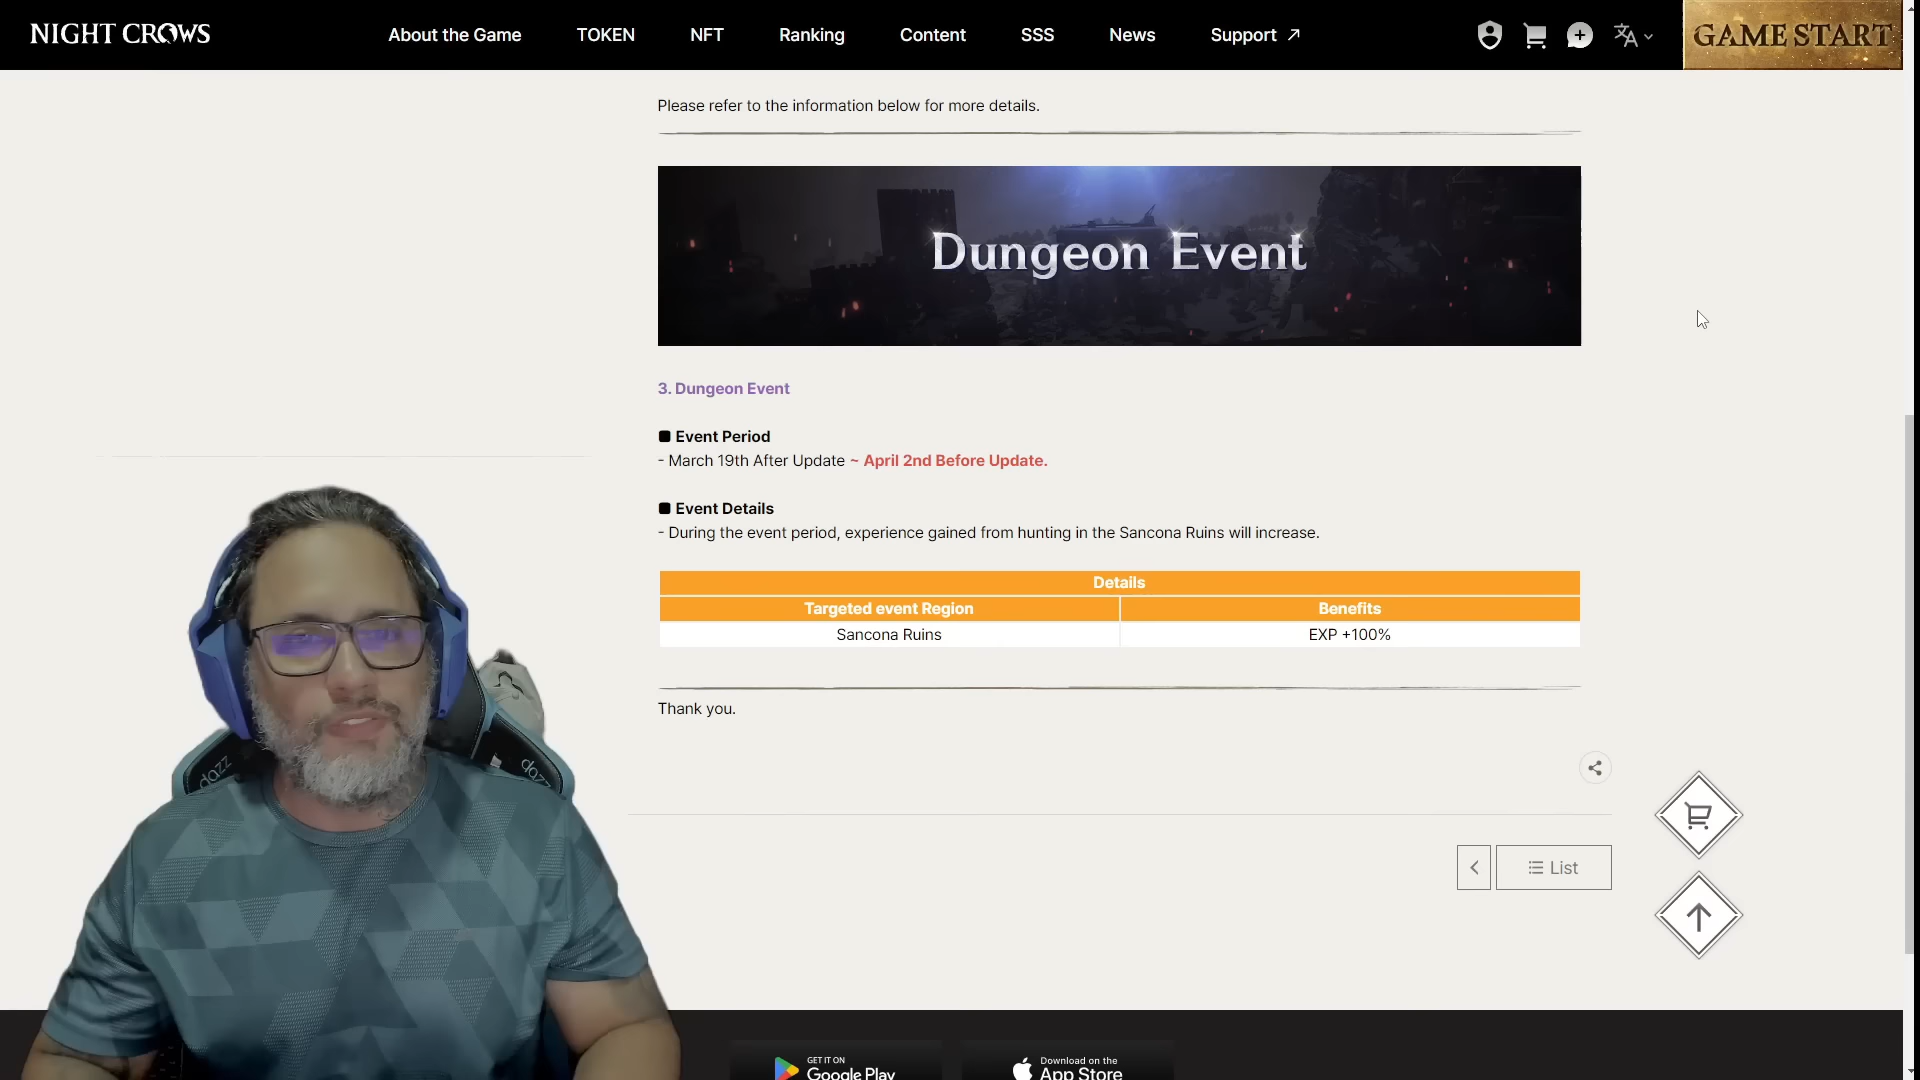 NIGHT CROWS
About the Game
TOKEN
NFT
Ranking
Content
SSS
News
Support
GAME START
Please refer to the information below for more details.
Dungeon Event
3. Dungeon Event
■ Event Period
- March 19th After Update ~ April 2nd Before Update.
■ Event Details
- During the event period, experience gained from hunting in the Sancona Ruins will increase.
Details
Targeted event Region
Benefits
Sancona Ruins
EXP +100%
Thank you.
dazz
dazz
List
GET IT ON
Google Play
Download on the
App Store